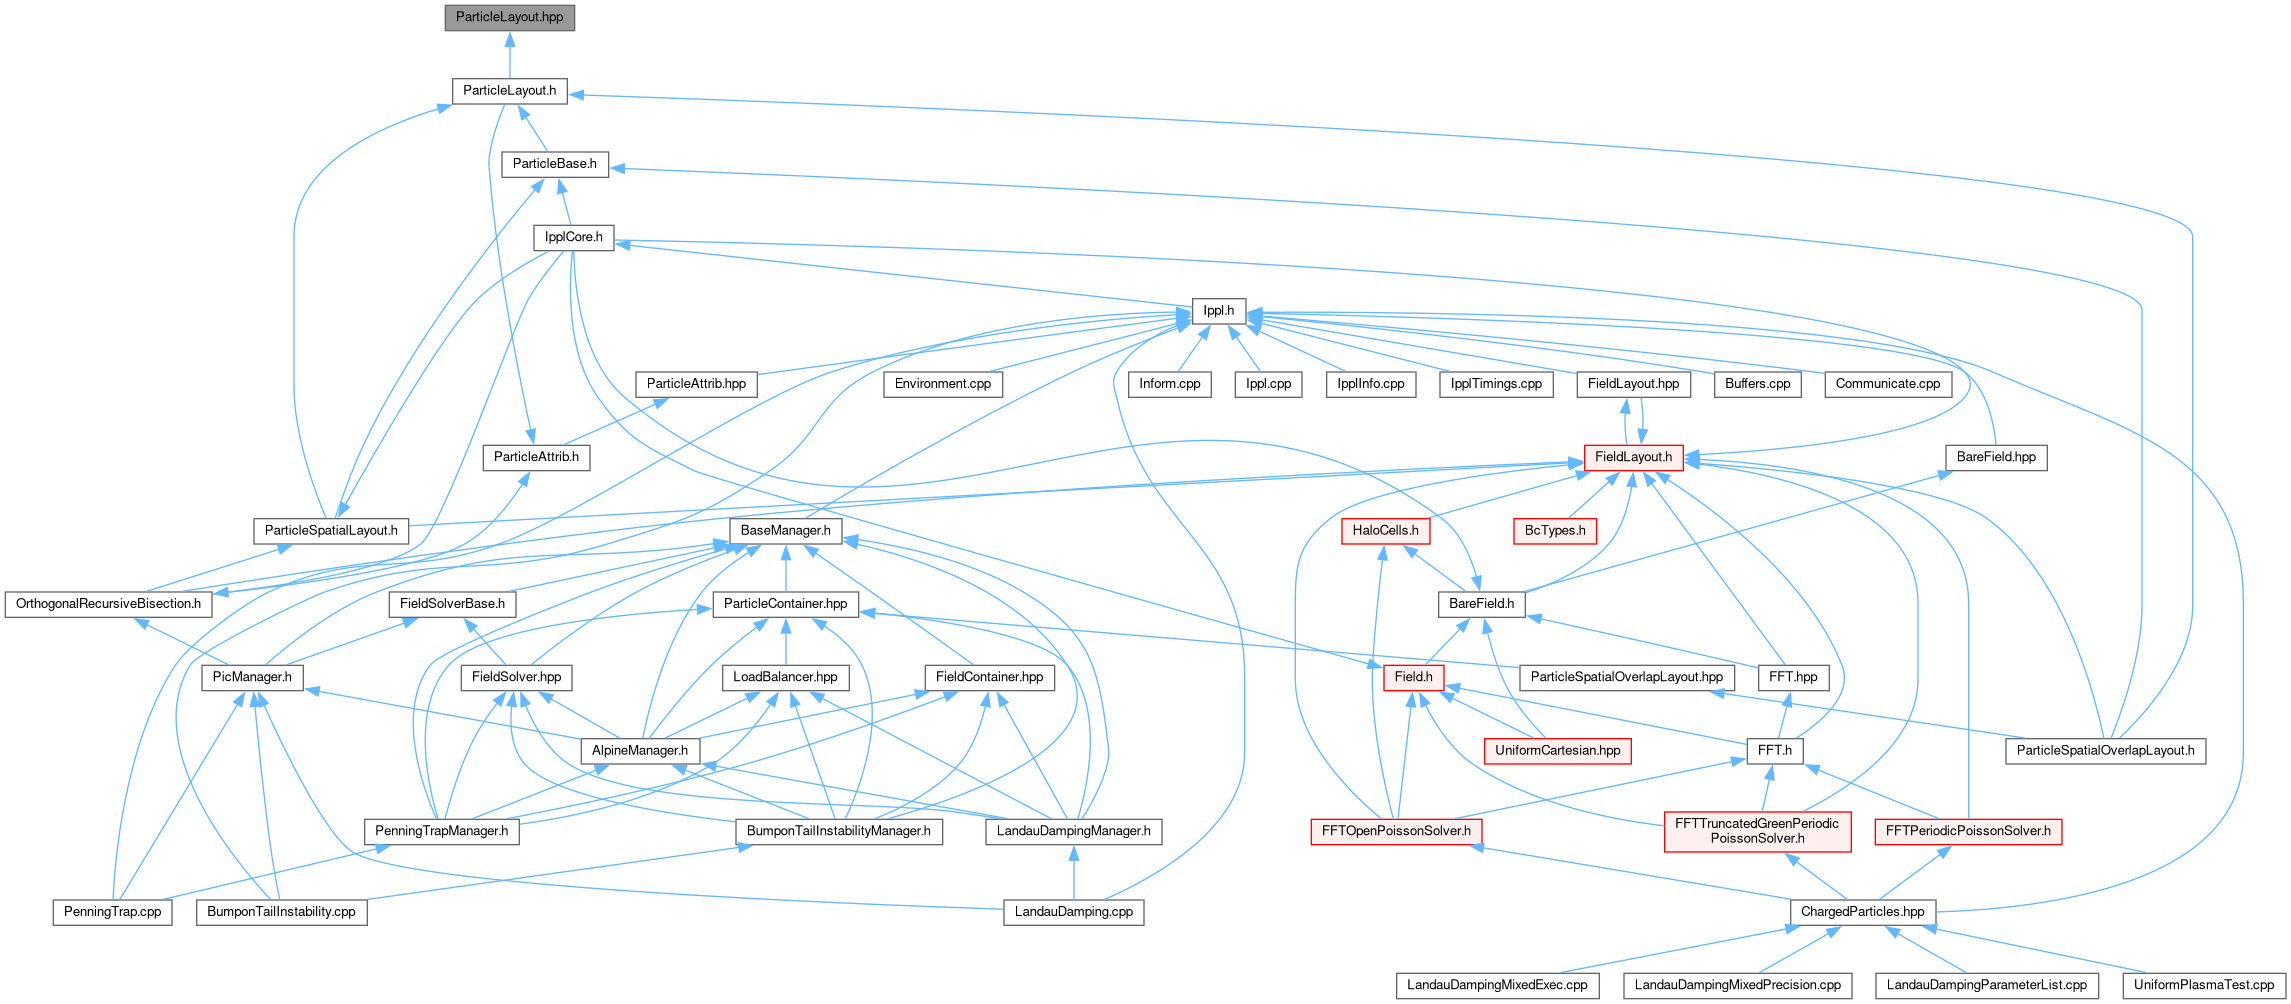 ParticleLayout.hpp
ParticleLayout.h
ParticleBase.h
IpplCore.h
Ippl.h
ParticleAttrib.hpp
Environment.cpp
Inform.cpp
Ippl.cpp
IpplInfo.cpp
IpplTimings.cpp
FieldLayout.hpp
Buffers.cpp
Communicate.cpp
ParticleAttrib.h
FieldLayout.h
BareField.hpp
ParticleSpatialLayout.h
BaseManager.h
HaloCells.h
BcTypes.h
OrthogonalRecursiveBisection.h
FieldSolverBase.h
ParticleContainer.hpp
BareField.h
PicManager.h
FieldSolver.hpp
LoadBalancer.hpp
FieldContainer.hpp
Field.h
ParticleSpatialOverlapLayout.hpp
FFT.hpp
AlpineManager.h
UniformCartesian.hpp
FFT.h
ParticleSpatialOverlapLayout.h
PenningTrapManager.h
BumponTailInstabilityManager.h
LandauDampingManager.h
FFTOpenPoissonSolver.h
FFTTruncatedGreenPeriodic
PoissonSolver.h
FFTPeriodicPoissonSolver.h
PenningTrap.cpp
BumponTailInstability.cpp
LandauDamping.cpp
ChargedParticles.hpp
LandauDampingMixedExec.cpp
LandauDampingMixedPrecision.cpp
LandauDampingParameterList.cpp
UniformPlasmaTest.cpp